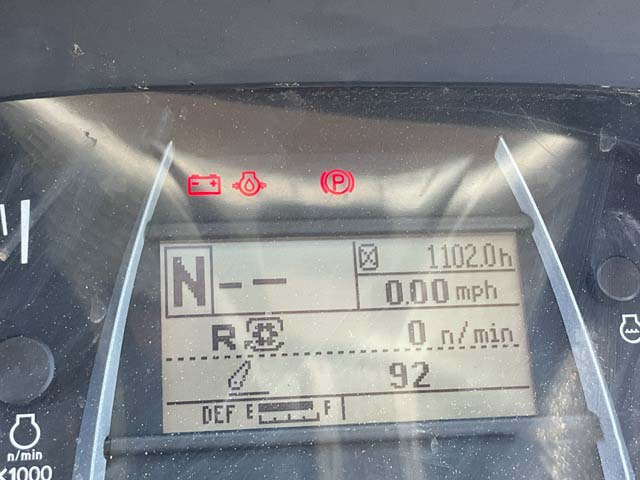 P
N -- 1102.0h
0.00 mph
R 0 n/min
92
DEF E F
n/min
X1000